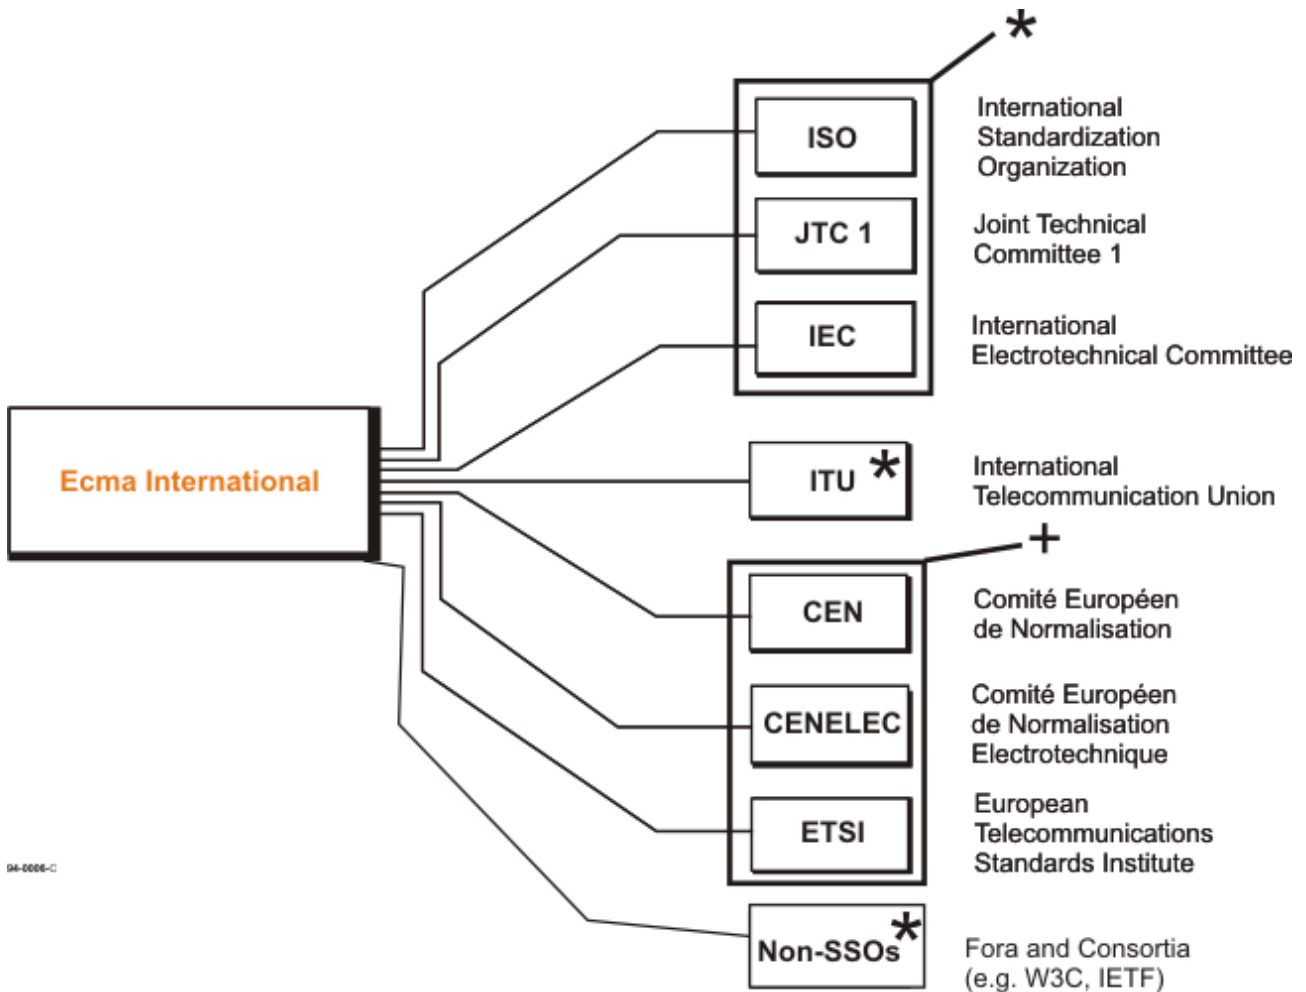 *
ISO
International
Standardization
Organization
JTC 1
Joint Technical
Committee 1
IEC
International
Electrotechnical Committee
Ecma International
ITU *
International
Telecommunication Union
+
CEN
Comité Européen
de Normalisation
CENELEC
Comité Européen
de Normalisation
Electrotechnique
ETSI
European
Telecommunications
Standards Institute
94-0006-C
Non-SSOs *
Fora and Consortia
(e.g. W3C, IETF)